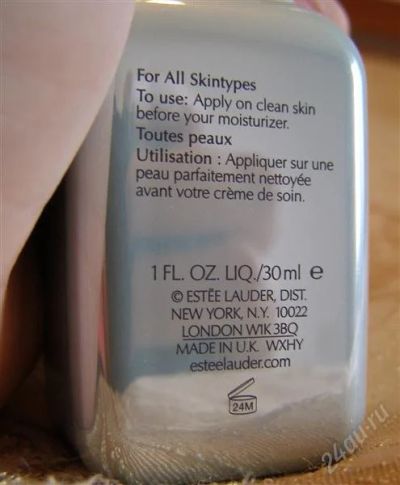 For All Skintypes
To use: Apply on clean skin
before your moisturizer.
Toutes peaux
Utilisation : Appliquer sur une
peau parfaitement nettoyée
avant votre crème de soin.
1 FL. OZ. LIQ./30 ml ℮
© ESTĒE LAUDER, DIST.
NEW YORK, N.Y. 10022
LONDON W1K 3BQ
MADE IN U.K. WXHY
esteelauder.com
24M
24au.ru